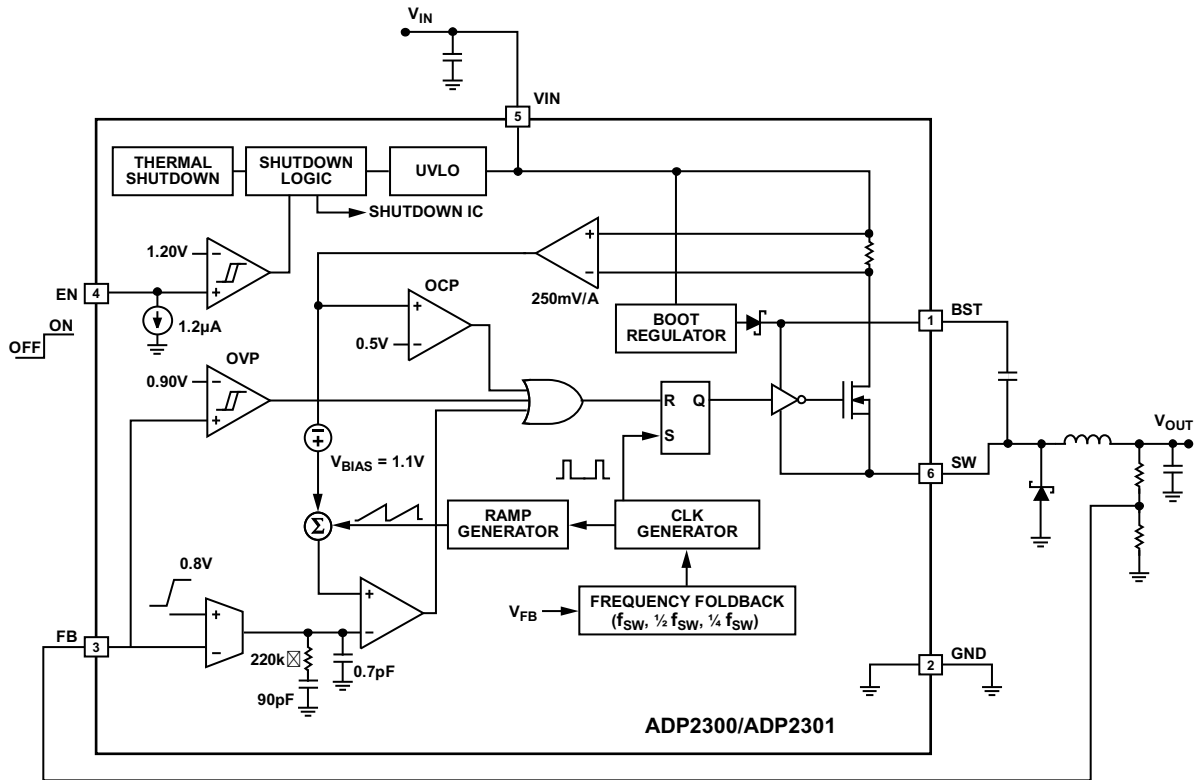 VIN
VIN
5
THERMAL
SHUTDOWN
SHUTDOWN
LOGIC
UVLO
SHUTDOWN IC
1.20V
−
+
EN
4
1.2µA
ON
OFF
+
−
250mV/A
OCP
+
−
0.5V
BOOT
REGULATOR
1
BST
OVP
0.90V
−
+
R
Q
S
VOUT
6
SW
− +
VBIAS = 1.1V
Σ
RAMP
GENERATOR
CLK
GENERATOR
0.8V
+
−
FB
3
+
−
VFB
FREQUENCY FOLDBACK
(fSW, ½ fSW, ¼ fSW)
220k
0.7pF
90pF
2
GND
ADP2300/ADP2301